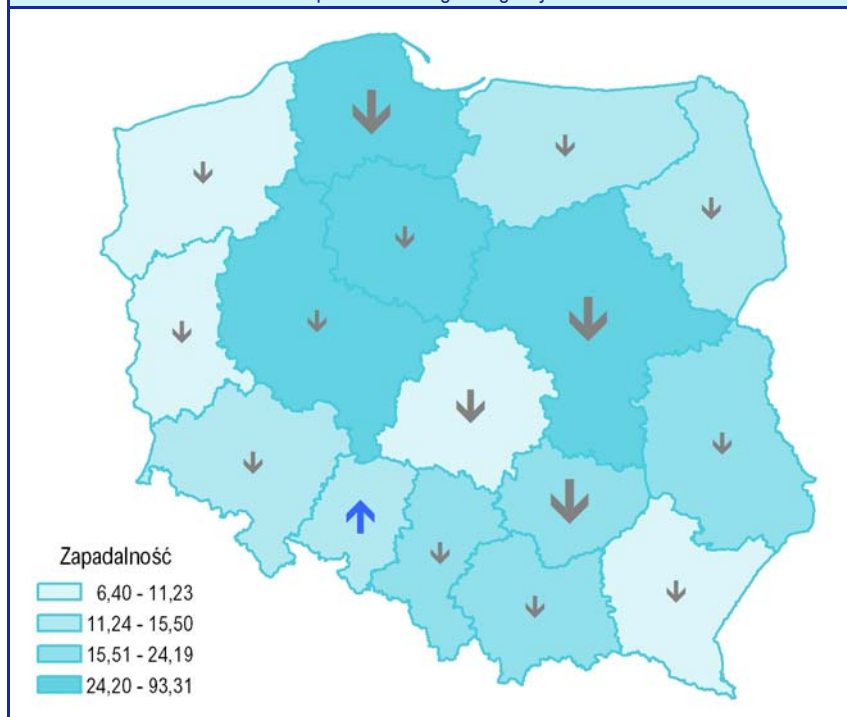 Zapadalność
6,40 - 11,23
11,24 - 15,50
15,51 - 24,19
24,20 - 93,31